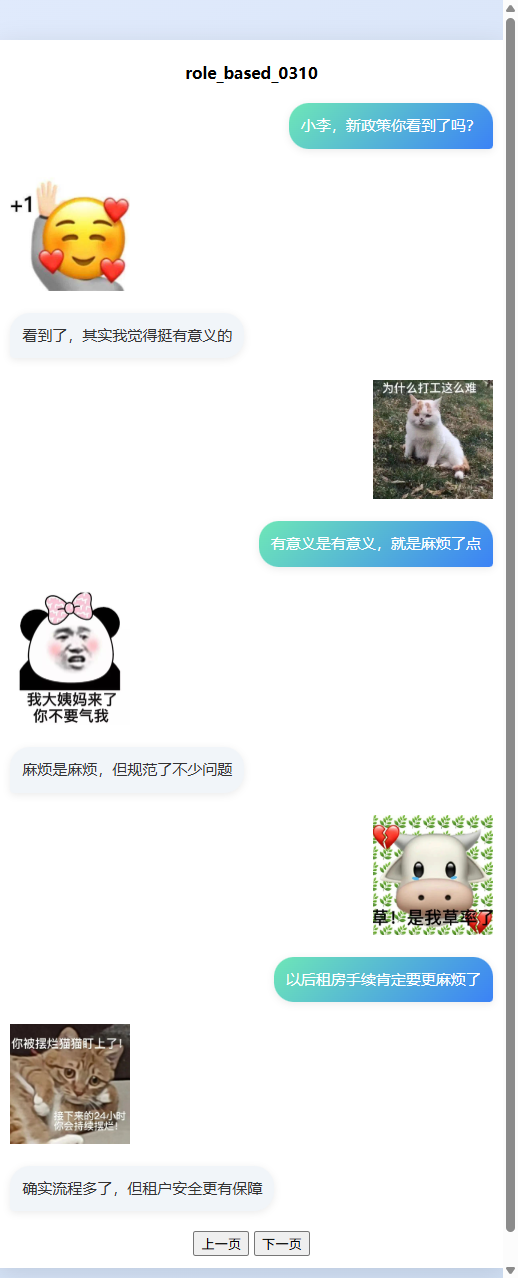 role_based_0310
小李，新政策你看到了吗？
+1
看到了，其实我觉得挺有意义的
为什么打工这么难
有意义是有意义，就是麻烦了点
我大姨妈来了
你不要气我
麻烦是麻烦，但规范了不少问题
草！是我草率了
以后租房手续肯定要更麻烦了
你被摆烂猫猫盯上了！
接下来的24小时
你会持续摆烂！
确实流程多了，但租户安全更有保障
上一页 下一页